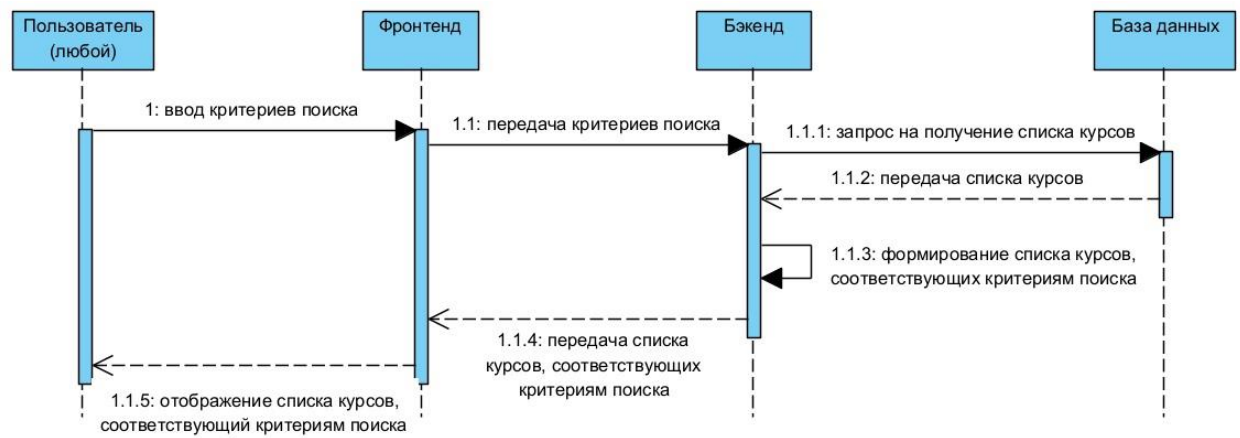 Пользователь
(любой)
Фронтенд
Бэкенд
База данных
1: ввод критериев поиска
1.1: передача критериев поиска
1.1.1: запрос на получение списка курсов
1.1.2: передача списка курсов
1.1.3: формирование списка курсов,
соответствующих критериям поиска
1.1.4: передача списка
курсов, соответствующих
критериям поиска
1.1.5: отображение списка курсов,
соответствующий критериям поиска